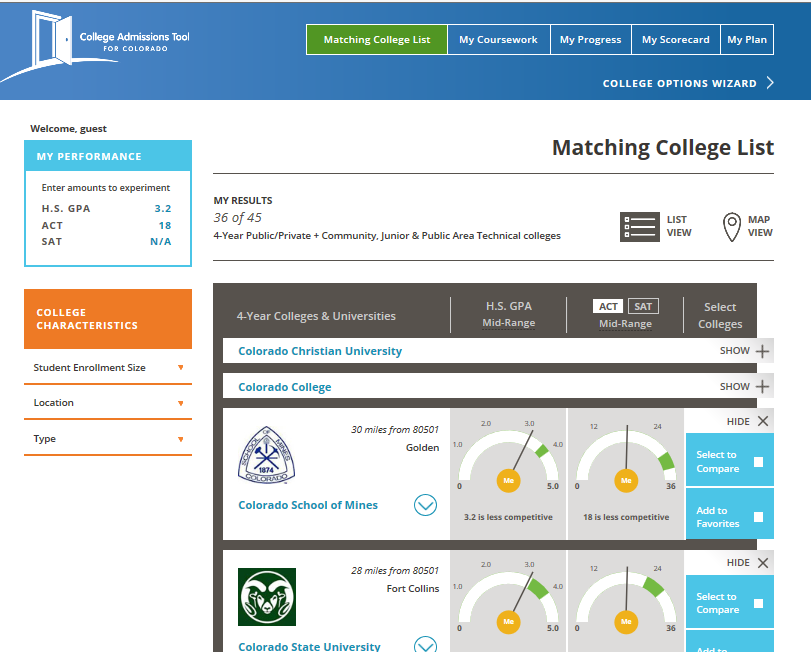 College Admissions Tool
FOR COLORADO
Matching College List
My Coursework
My Progress
My Scorecard
My Plan
COLLEGE OPTIONS WIZARD
Welcome, guest
MY PERFORMANCE
Enter amounts to experiment
H.S. GPA 3.2
ACT 18
SAT N/A
COLLEGE
CHARACTERISTICS
Student Enrollment Size
Location
Type
Matching College List
MY RESULTS
36 of 45
4-Year Public/Private + Community, Junior & Public Area Technical colleges
LIST
VIEW
MAP
VIEW
4-Year Colleges & Universities
H.S. GPA
Mid-Range
ACT SAT
Mid-Range
Select
Colleges
Colorado Christian University SHOW
Colorado College SHOW
HIDE
SCHOOL OF MINES
1874
COLORADO
30 miles from 80501
Golden
Colorado School of Mines
0 1.0 2.0 3.0 4.0 5.0
Me
3.2 is less competitive
0 12 24 36
Me
18 is less competitive
Select to
Compare
Add to
Favorites
HIDE
28 miles from 80501
Fort Collins
Colorado State University
0 1.0 2.0 3.0 4.0 5.0
Me
0 12 24 36
Me
Select to
Compare
Add to